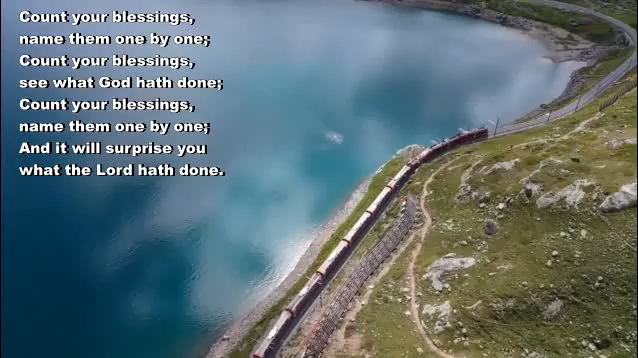 Count your blessings,
name them one by one;
Count your blessings,
see what God hath done;
Count your blessings,
name them one by one;
And it will surprise you
what the Lord hath done.